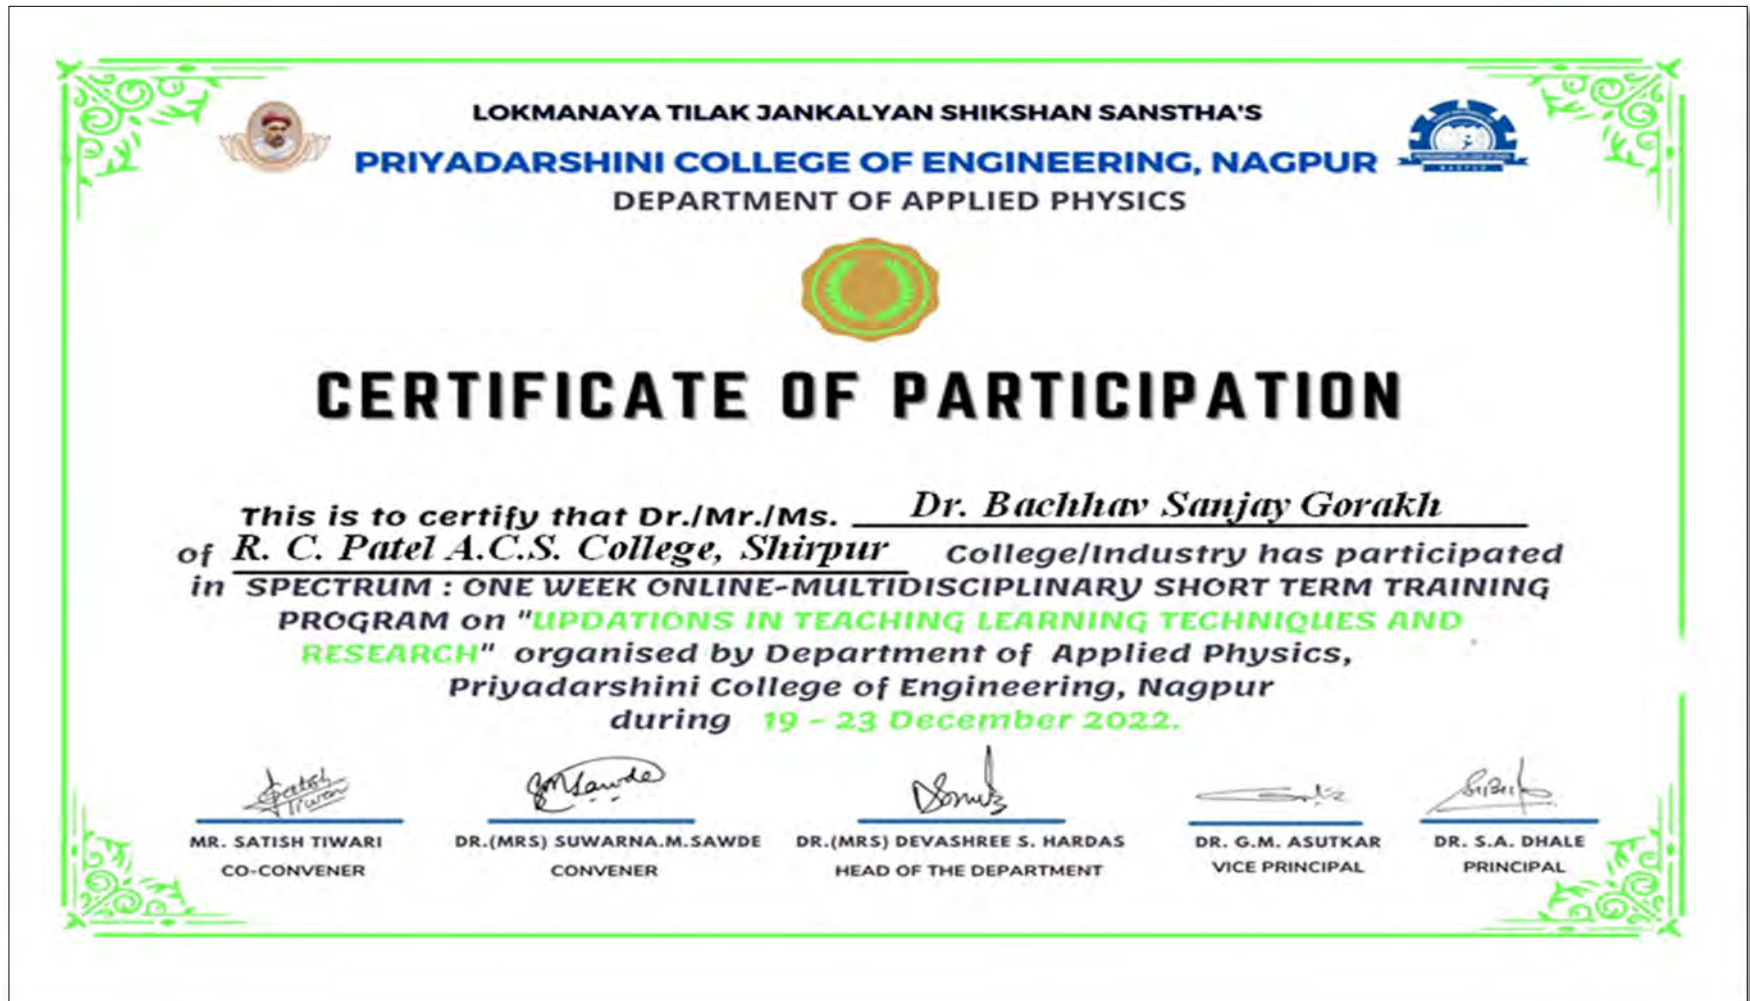 LOKMANAYA TILAK JANKALYAN SHIKSHAN SANSTHA'S
PRIYADARSHINI COLLEGE OF ENGINEERING, NAGPUR
DEPARTMENT OF APPLIED PHYSICS
CERTIFICATE OF PARTICIPATION
This is to certify that Dr./Mr./Ms. Dr. Bachhav Sanjay Gorakh
of R. C. Patel A.C.S. College, Shirpur College/Industry has participated
in SPECTRUM : ONE WEEK ONLINE-MULTIDISCIPLINARY SHORT TERM TRAINING
PROGRAM on "UPDATIONS IN TEACHING LEARNING TECHNIQUES AND
RESEARCH" organised by Department of Applied Physics,
Priyadarshini College of Engineering, Nagpur
during 19 - 23 December 2022.
MR. SATISH TIWARI DR.(MRS) SUWARNA.M.SAWDE DR.(MRS) DEVASHREE S. HARDAS DR. G.M. ASUTKAR DR. S.A. DHALE
CO-CONVENER CONVENER HEAD OF THE DEPARTMENT VICE PRINCIPAL PRINCIPAL